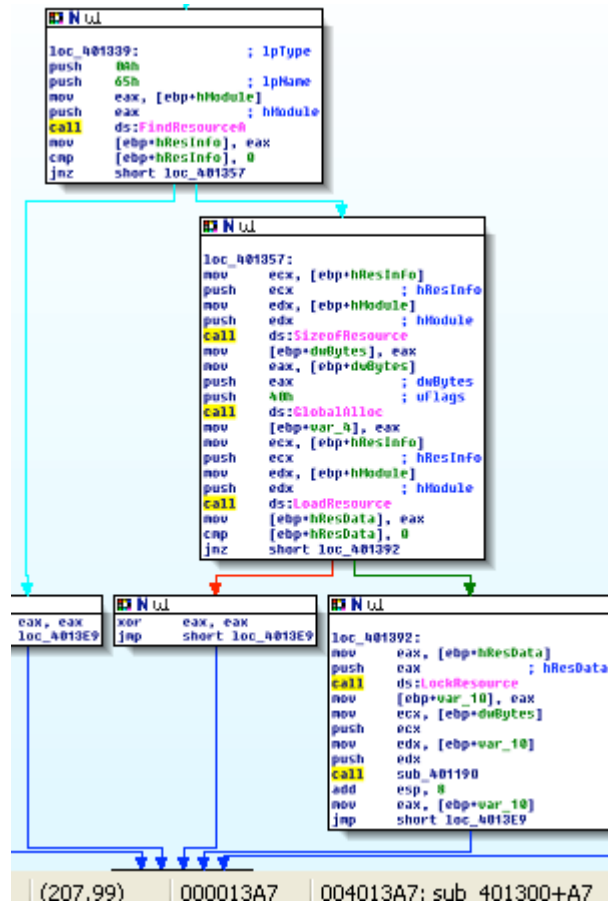 N
loc_401339: ; lpType
push 0Ah
push 65h ; lpName
mov eax, [ebp+hModule]
push eax ; hModule
call ds:FindResourceA
mov [ebp+hResInfo], eax
cmp [ebp+hResInfo], 0
jnz short loc_401357
N
loc_401357:
mov ecx, [ebp+hResInfo]
push ecx ; hResInfo
mov edx, [ebp+hModule]
push edx ; hModule
call ds:SizeofResource
mov [ebp+dwBytes], eax
mov eax, [ebp+dwBytes]
push eax ; dwBytes
push 40h ; uFlags
call ds:GlobalAlloc
mov [ebp+var_4], eax
mov ecx, [ebp+hResInfo]
push ecx ; hResInfo
mov edx, [ebp+hModule]
push edx ; hModule
call ds:LoadResource
mov [ebp+hResData], eax
cmp [ebp+hResData], 0
jnz short loc_401392
eax, eax
loc_4013E9
N
xor eax, eax
jmp short loc_4013E9
N
loc_401392:
mov eax, [ebp+hResData]
push eax ; hResData
call ds:LockResource
mov [ebp+var_10], eax
mov ecx, [ebp+dwBytes]
push ecx
mov edx, [ebp+var_10]
push edx
call sub_401190
add esp, 8
mov eax, [ebp+var_10]
jmp short loc_4013E9
(207,99) 000013A7 004013A7: sub_401300+A7